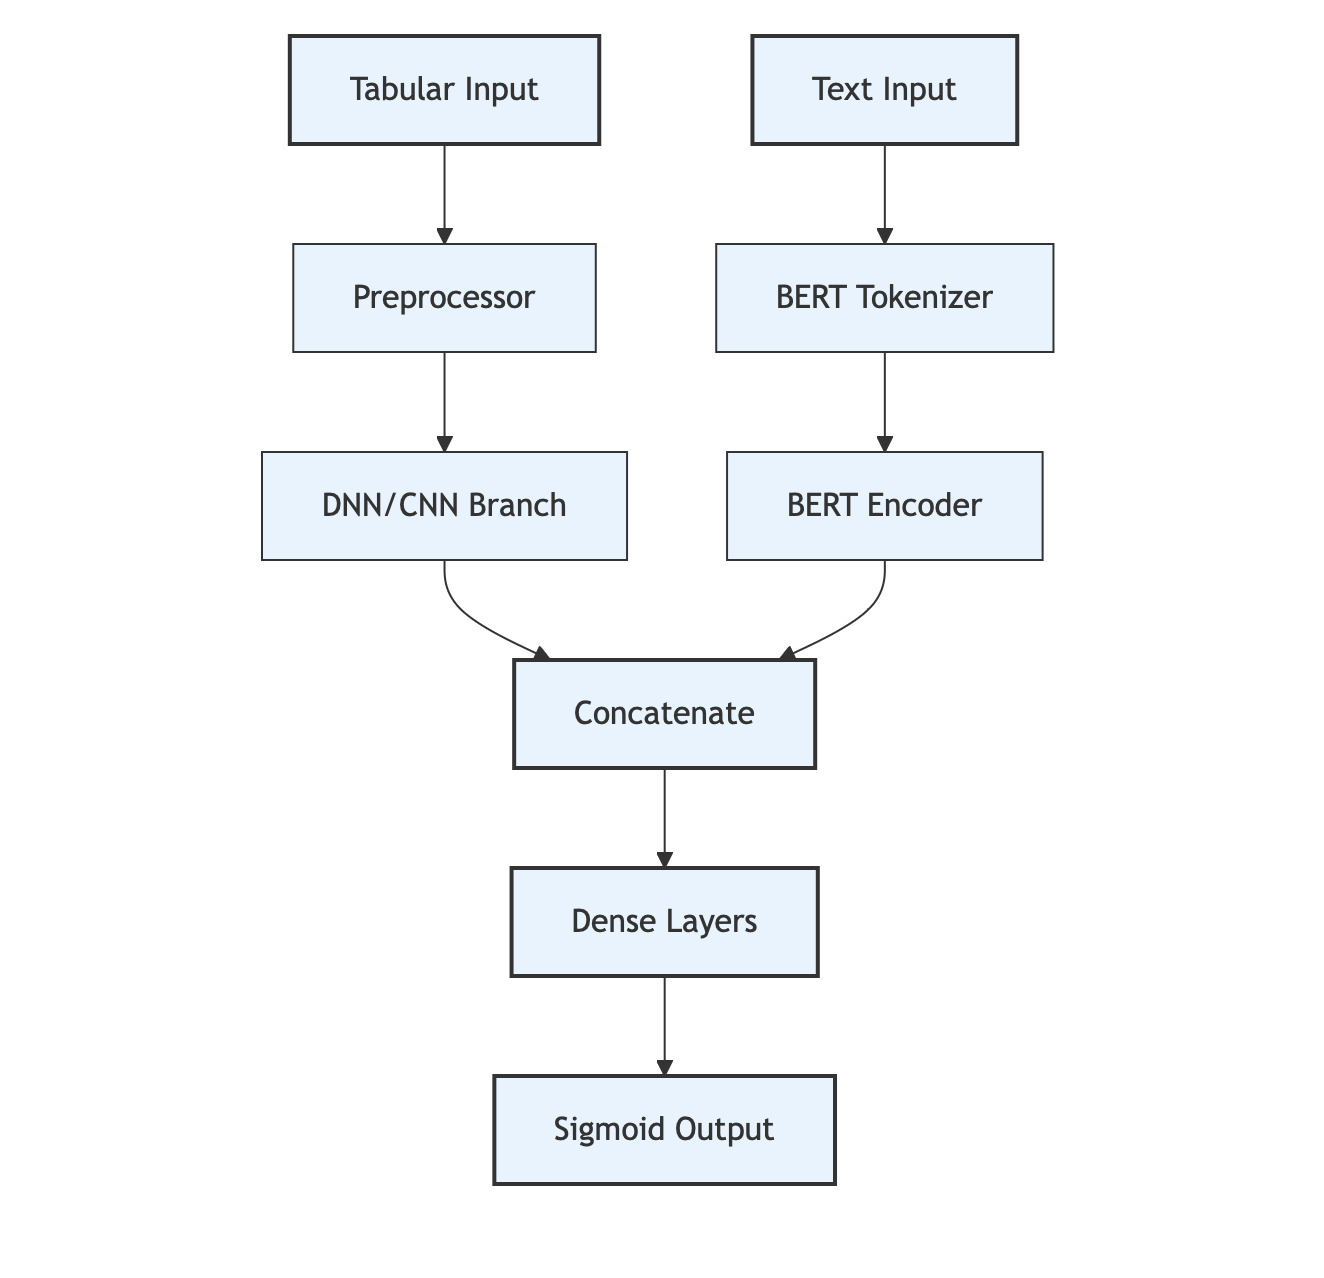 Tabular Input
Text Input
Preprocessor
BERT Tokenizer
DNN/CNN Branch
BERT Encoder
Concatenate
Dense Layers
Sigmoid Output